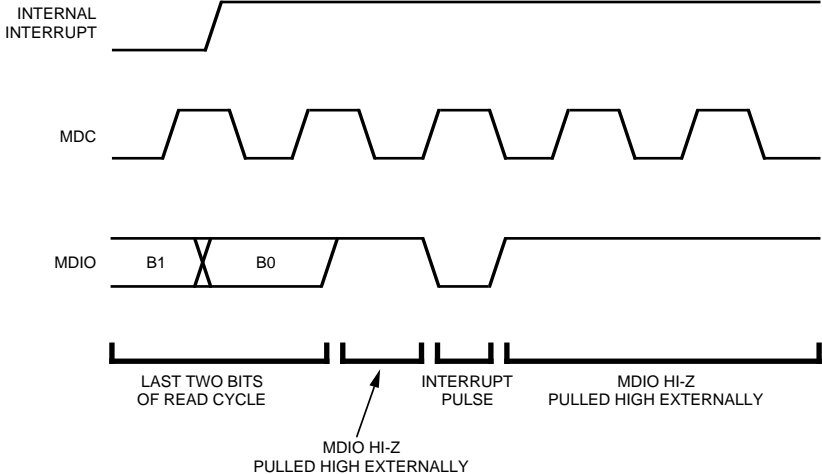 INTERNAL
INTERRUPT
MDC
MDIO
B1
B0
LAST TWO BITS
OF READ CYCLE
INTERRUPT
PULSE
MDIO HI-Z
PULLED HIGH EXTERNALLY
MDIO HI-Z
PULLED HIGH EXTERNALLY